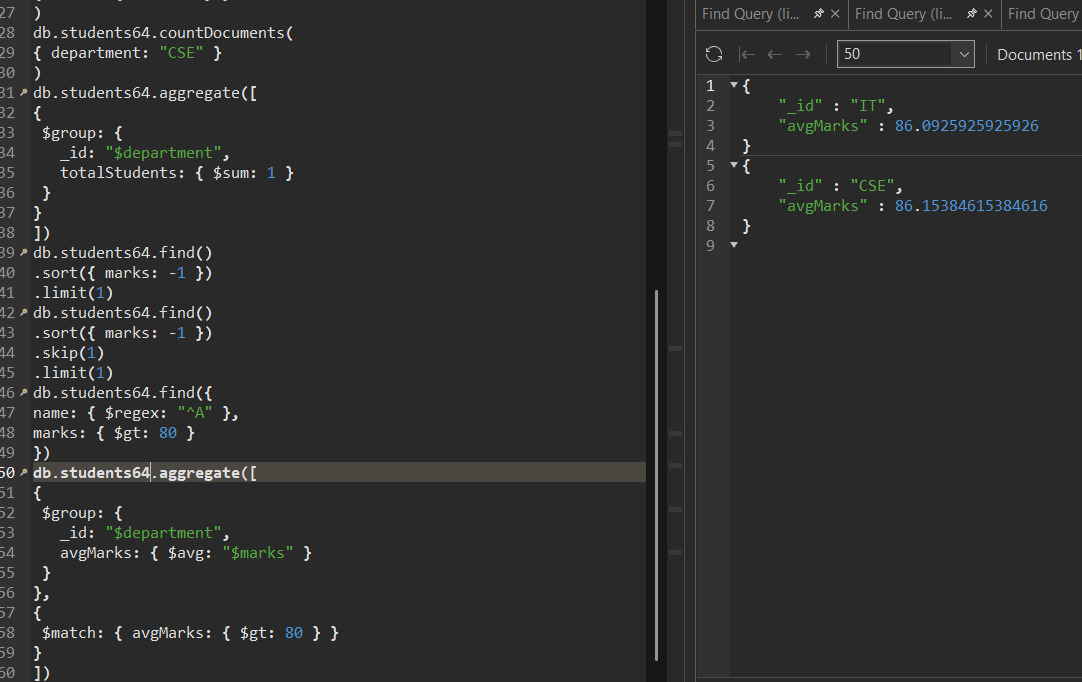 27 )
28 db.students64.countDocuments(
29 { department: "CSE" }
30 )
31 db.students64.aggregate([
32 {
33 $group: {
34 _id: "$department",
35 totalStudents: { $sum: 1 }
36 }
37 }
38 ])
39 db.students64.find()
40 .sort({ marks: -1 })
41 .limit(1)
42 db.students64.find()
43 .sort({ marks: -1 })
44 .skip(1)
45 .limit(1)
46 db.students64.find({
47 name: { $regex: "^A" },
48 marks: { $gt: 80 }
49 })
50 db.students64.aggregate([
51 {
52 $group: {
53 _id: "$department",
54 avgMarks: { $avg: "$marks" }
55 }
56 },
57 {
58 $match: { avgMarks: { $gt: 80 } }
59 }
60 ])
Find Query (li... Find Query (li... Find Query
50 Documents 1
1 {
2 "_id" : "IT",
3 "avgMarks" : 86.0925925925926
4 }
5 {
6 "_id" : "CSE",
7 "avgMarks" : 86.15384615384616
8 }
9